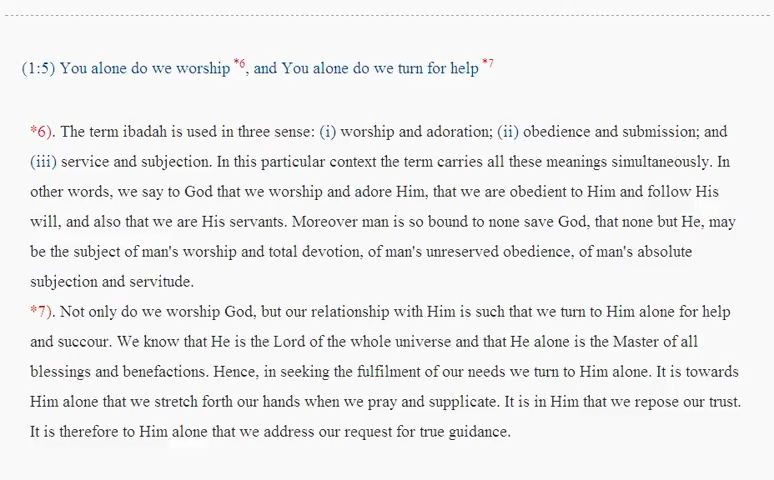 (1:5) You alone do we worship *6, and You alone do we turn for help *7
*6). The term ibadah is used in three sense: (i) worship and adoration; (ii) obedience and submission; and
(iii) service and subjection. In this particular context the term carries all these meanings simultaneously. In
other words, we say to God that we worship and adore Him, that we are obedient to Him and follow His
will, and also that we are His servants. Moreover man is so bound to none save God, that none but He, may
be the subject of man's worship and total devotion, of man's unreserved obedience, of man's absolute
subjection and servitude.
*7). Not only do we worship God, but our relationship with Him is such that we turn to Him alone for help
and succour. We know that He is the Lord of the whole universe and that He alone is the Master of all
blessings and benefactions. Hence, in seeking the fulfilment of our needs we turn to Him alone. It is towards
Him alone that we stretch forth our hands when we pray and supplicate. It is in Him that we repose our trust.
It is therefore to Him alone that we address our request for true guidance.